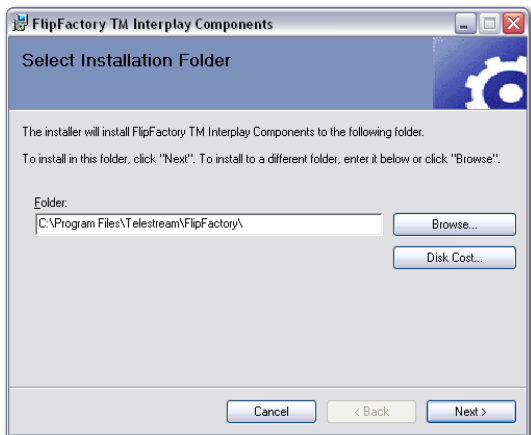 FlipFactory TM Interplay Components
Select Installation Folder
The installer will install FlipFactory TM Interplay Components to the following folder.
To install in this folder, click "Next". To install to a different folder, enter it below or click "Browse".
Folder:
C:\Program Files\Telestream\FlipFactory\
Browse...
Disk Cost...
Cancel
< Back
Next >